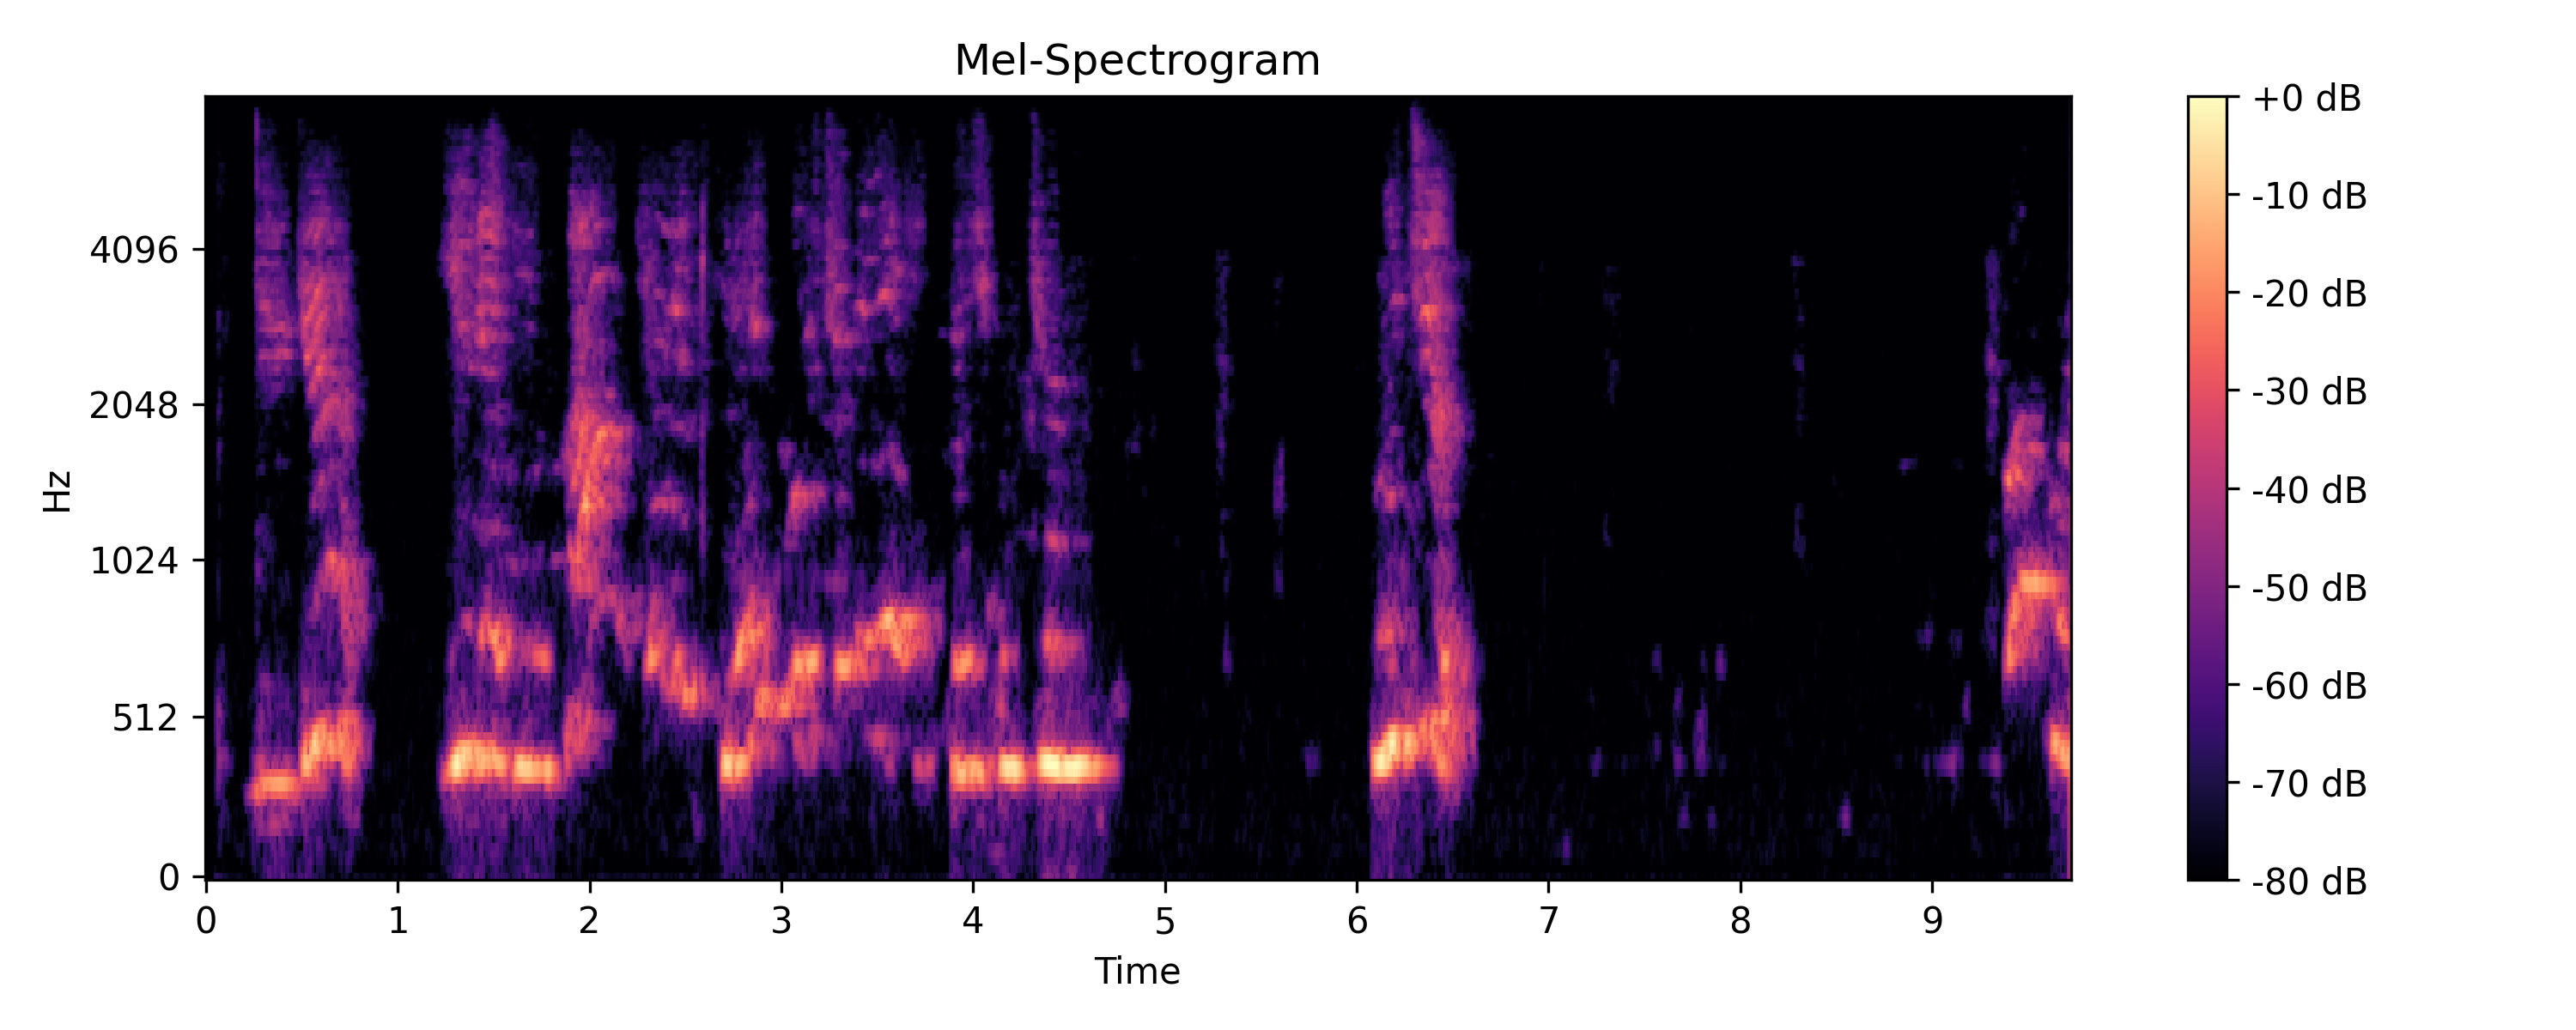 Mel-Spectrogram
+0 dB
-10 dB
-20 dB
-30 dB
-40 dB
-50 dB
-60 dB
-70 dB
-80 dB
Hz
4096
2048
1024
512
0
0 1 2 3 4 5 6 7 8 9
Time